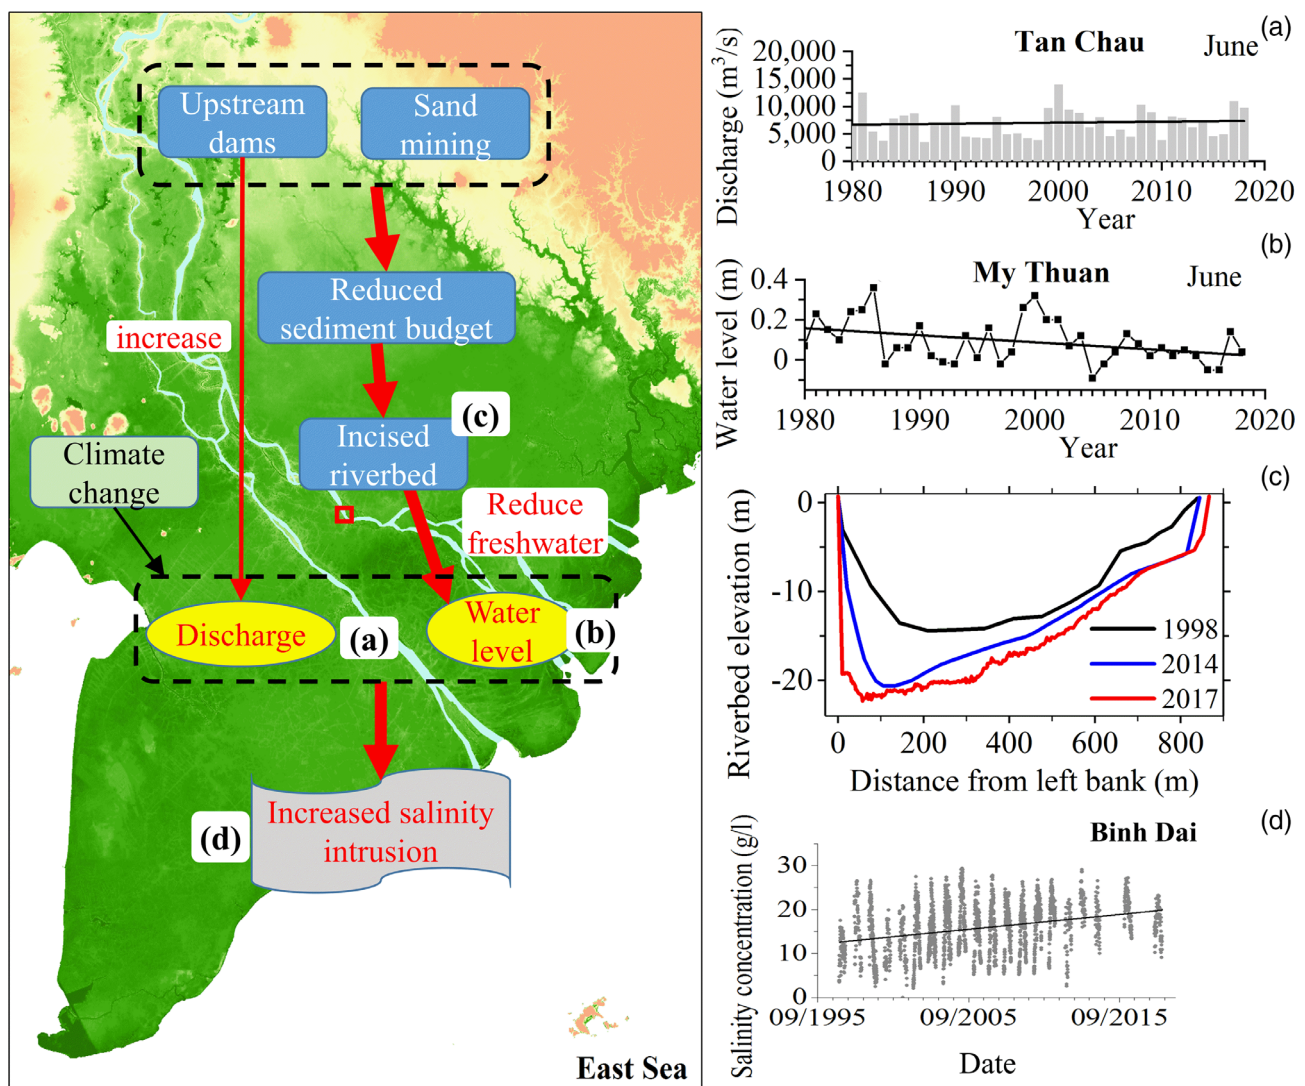 Upstream
dams
Sand
mining
Reduced
sediment budget
increase
(c)
Incised
riverbed
Climate
change
Reduce
freshwater
Discharge
(a)
Water
level
(b)
(d)
Increased salinity
intrusion
East Sea
(a)
Tan Chau
June
Discharge (m³/s)
20,000
15,000
10,000
5,000
0
1980
1990
2000
2010
2020
Year
(b)
My Thuan
June
Water level (m)
0.4
0.2
0
1980
1990
2000
2010
2020
Year
(c)
Riverbed elevation (m)
0
-10
-20
1998
2014
2017
0
200
400
600
800
Distance from left bank (m)
(d)
Binh Dai
Salinity concentration (g/l)
30
20
10
0
09/1995
09/2005
09/2015
Date